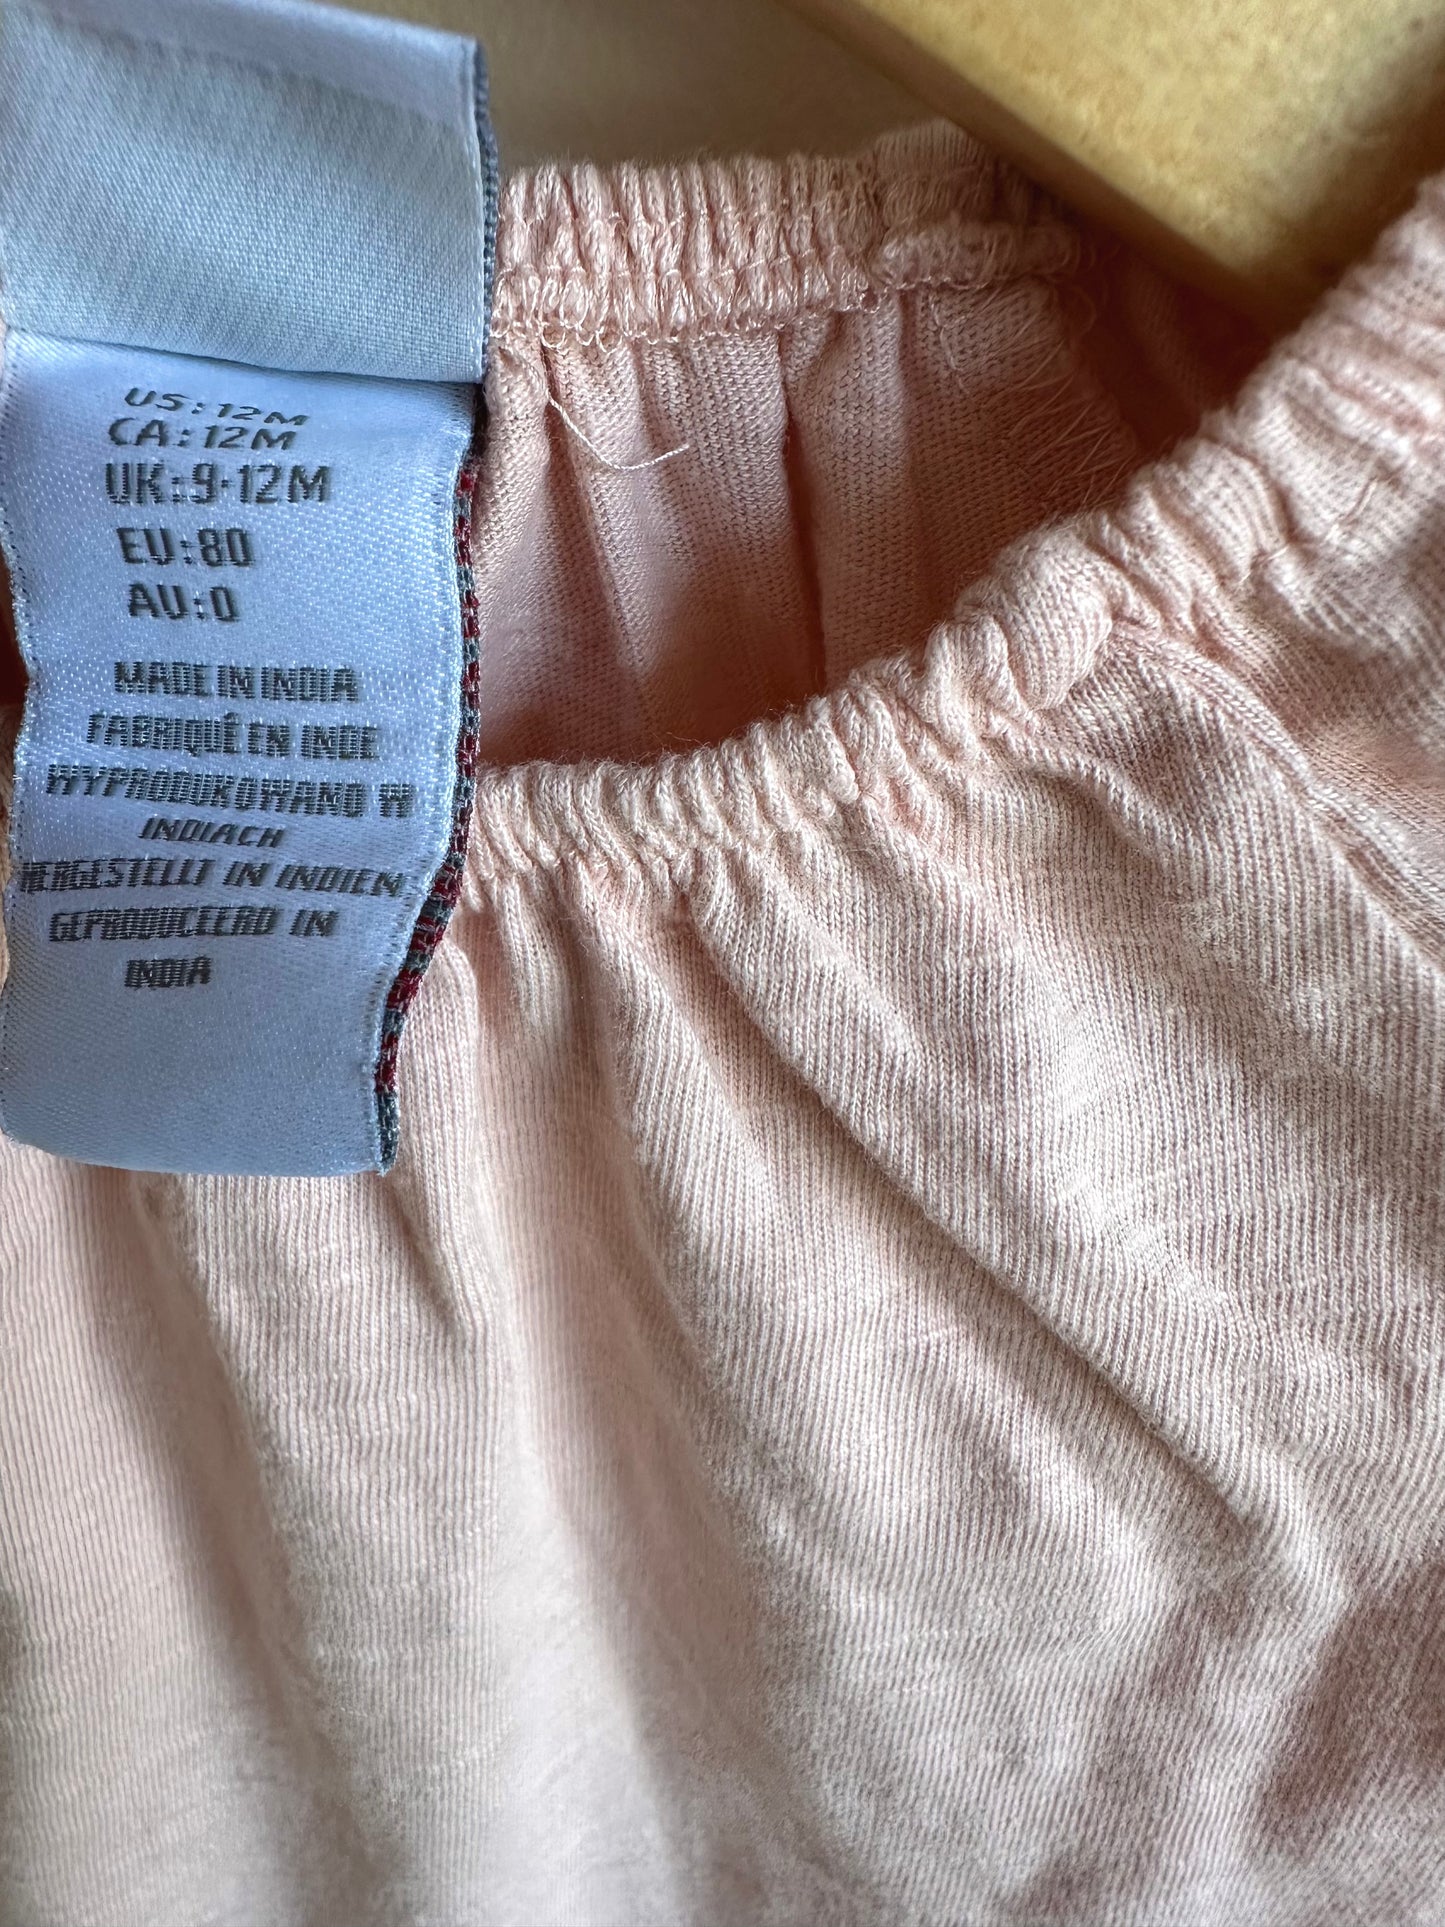 US:12M
CA:12M
UK:9-12M
EU:80
AU:0
MADE IN INDIA
FABRIQUÉ EN INDE
WYPRODUKOWANO W
INDIACH
HERGESTELLT IN INDIEN
GEPRODUCEERD IN
INDIA